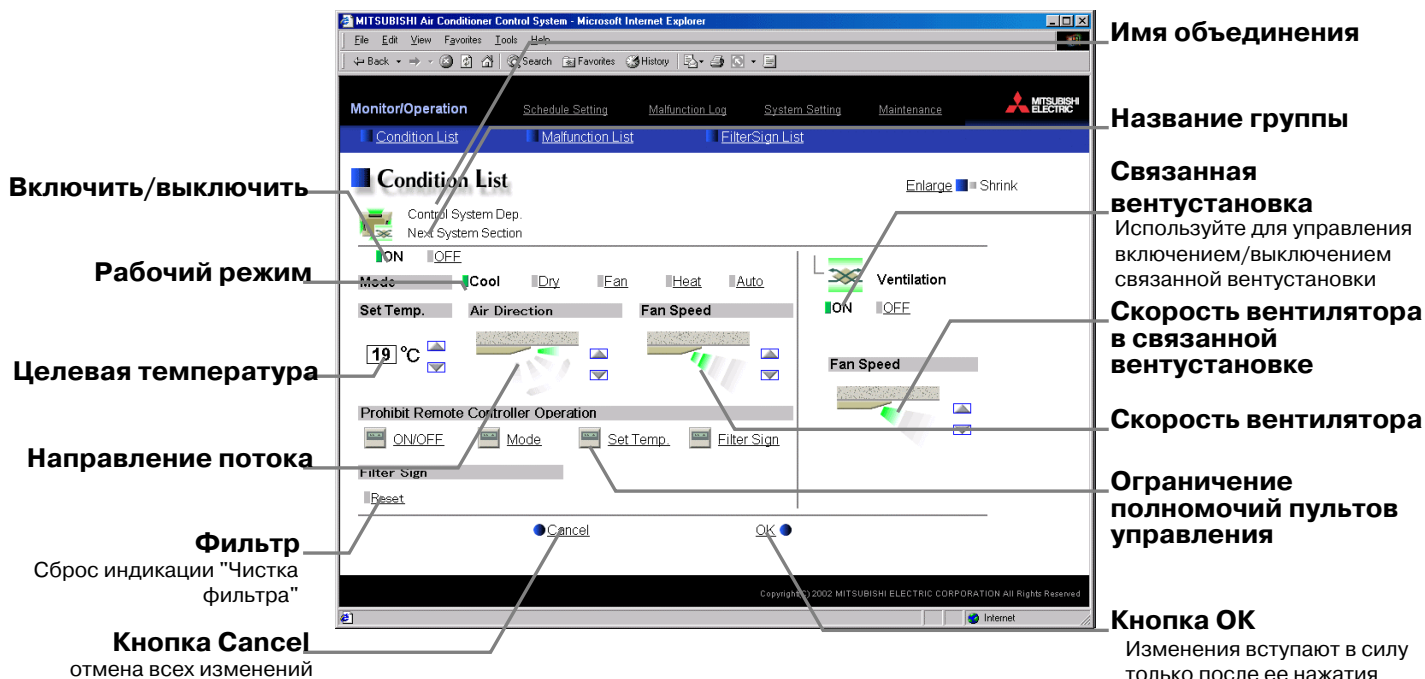 MITSUBISHI Air Conditioner Control System - Microsoft Internet Explorer
File Edit View Favorites Tools Help
Back Search Favorites History
Monitor/Operation Schedule Setting Malfunction Log System Setting Maintenance
MITSUBISHI
ELECTRIC
Condition List Malfunction List FilterSign List
Condition List
Enlarge Shrink
Control System Dep.
Next System Section
ON OFF
Mode Cool Dry Fan Heat Auto
Set Temp. Air Direction Fan Speed
19 °C
Prohibit Remote Controller Operation
ON/OFF Mode Set Temp. Filter Sign
Filter Sign
Reset
Ventilation
ON OFF
Fan Speed
Cancel OK
Copyright(C) 2002 MITSUBISHI ELECTRIC CORPORATION All Rights Reserved
Internet
Включить/выключить
Рабочий режим
Целевая температура
Направление потока
Фильтр
Сброс индикации "Чистка
фильтра"
Кнопка Cancel
отмена всех изменений
Имя объединения
Название группы
Связанная
вентустановка
Используйте для управления
включением/выключением
связанной вентустановки
Скорость вентилятора
в связанной
вентустановке
Скорость вентилятора
Ограничение
полномочий пультов
управления
Кнопка OK
Изменения вступают в силу
только после ее нажатия